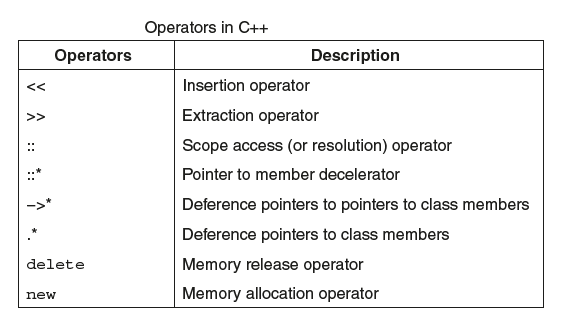 Operators in C++
Operators Description
<< Insertion operator
>> Extraction operator
:: Scope access (or resolution) operator
::* Pointer to member decelerator
–>* Deference pointers to pointers to class members
.* Deference pointers to class members
delete Memory release operator
new Memory allocation operator